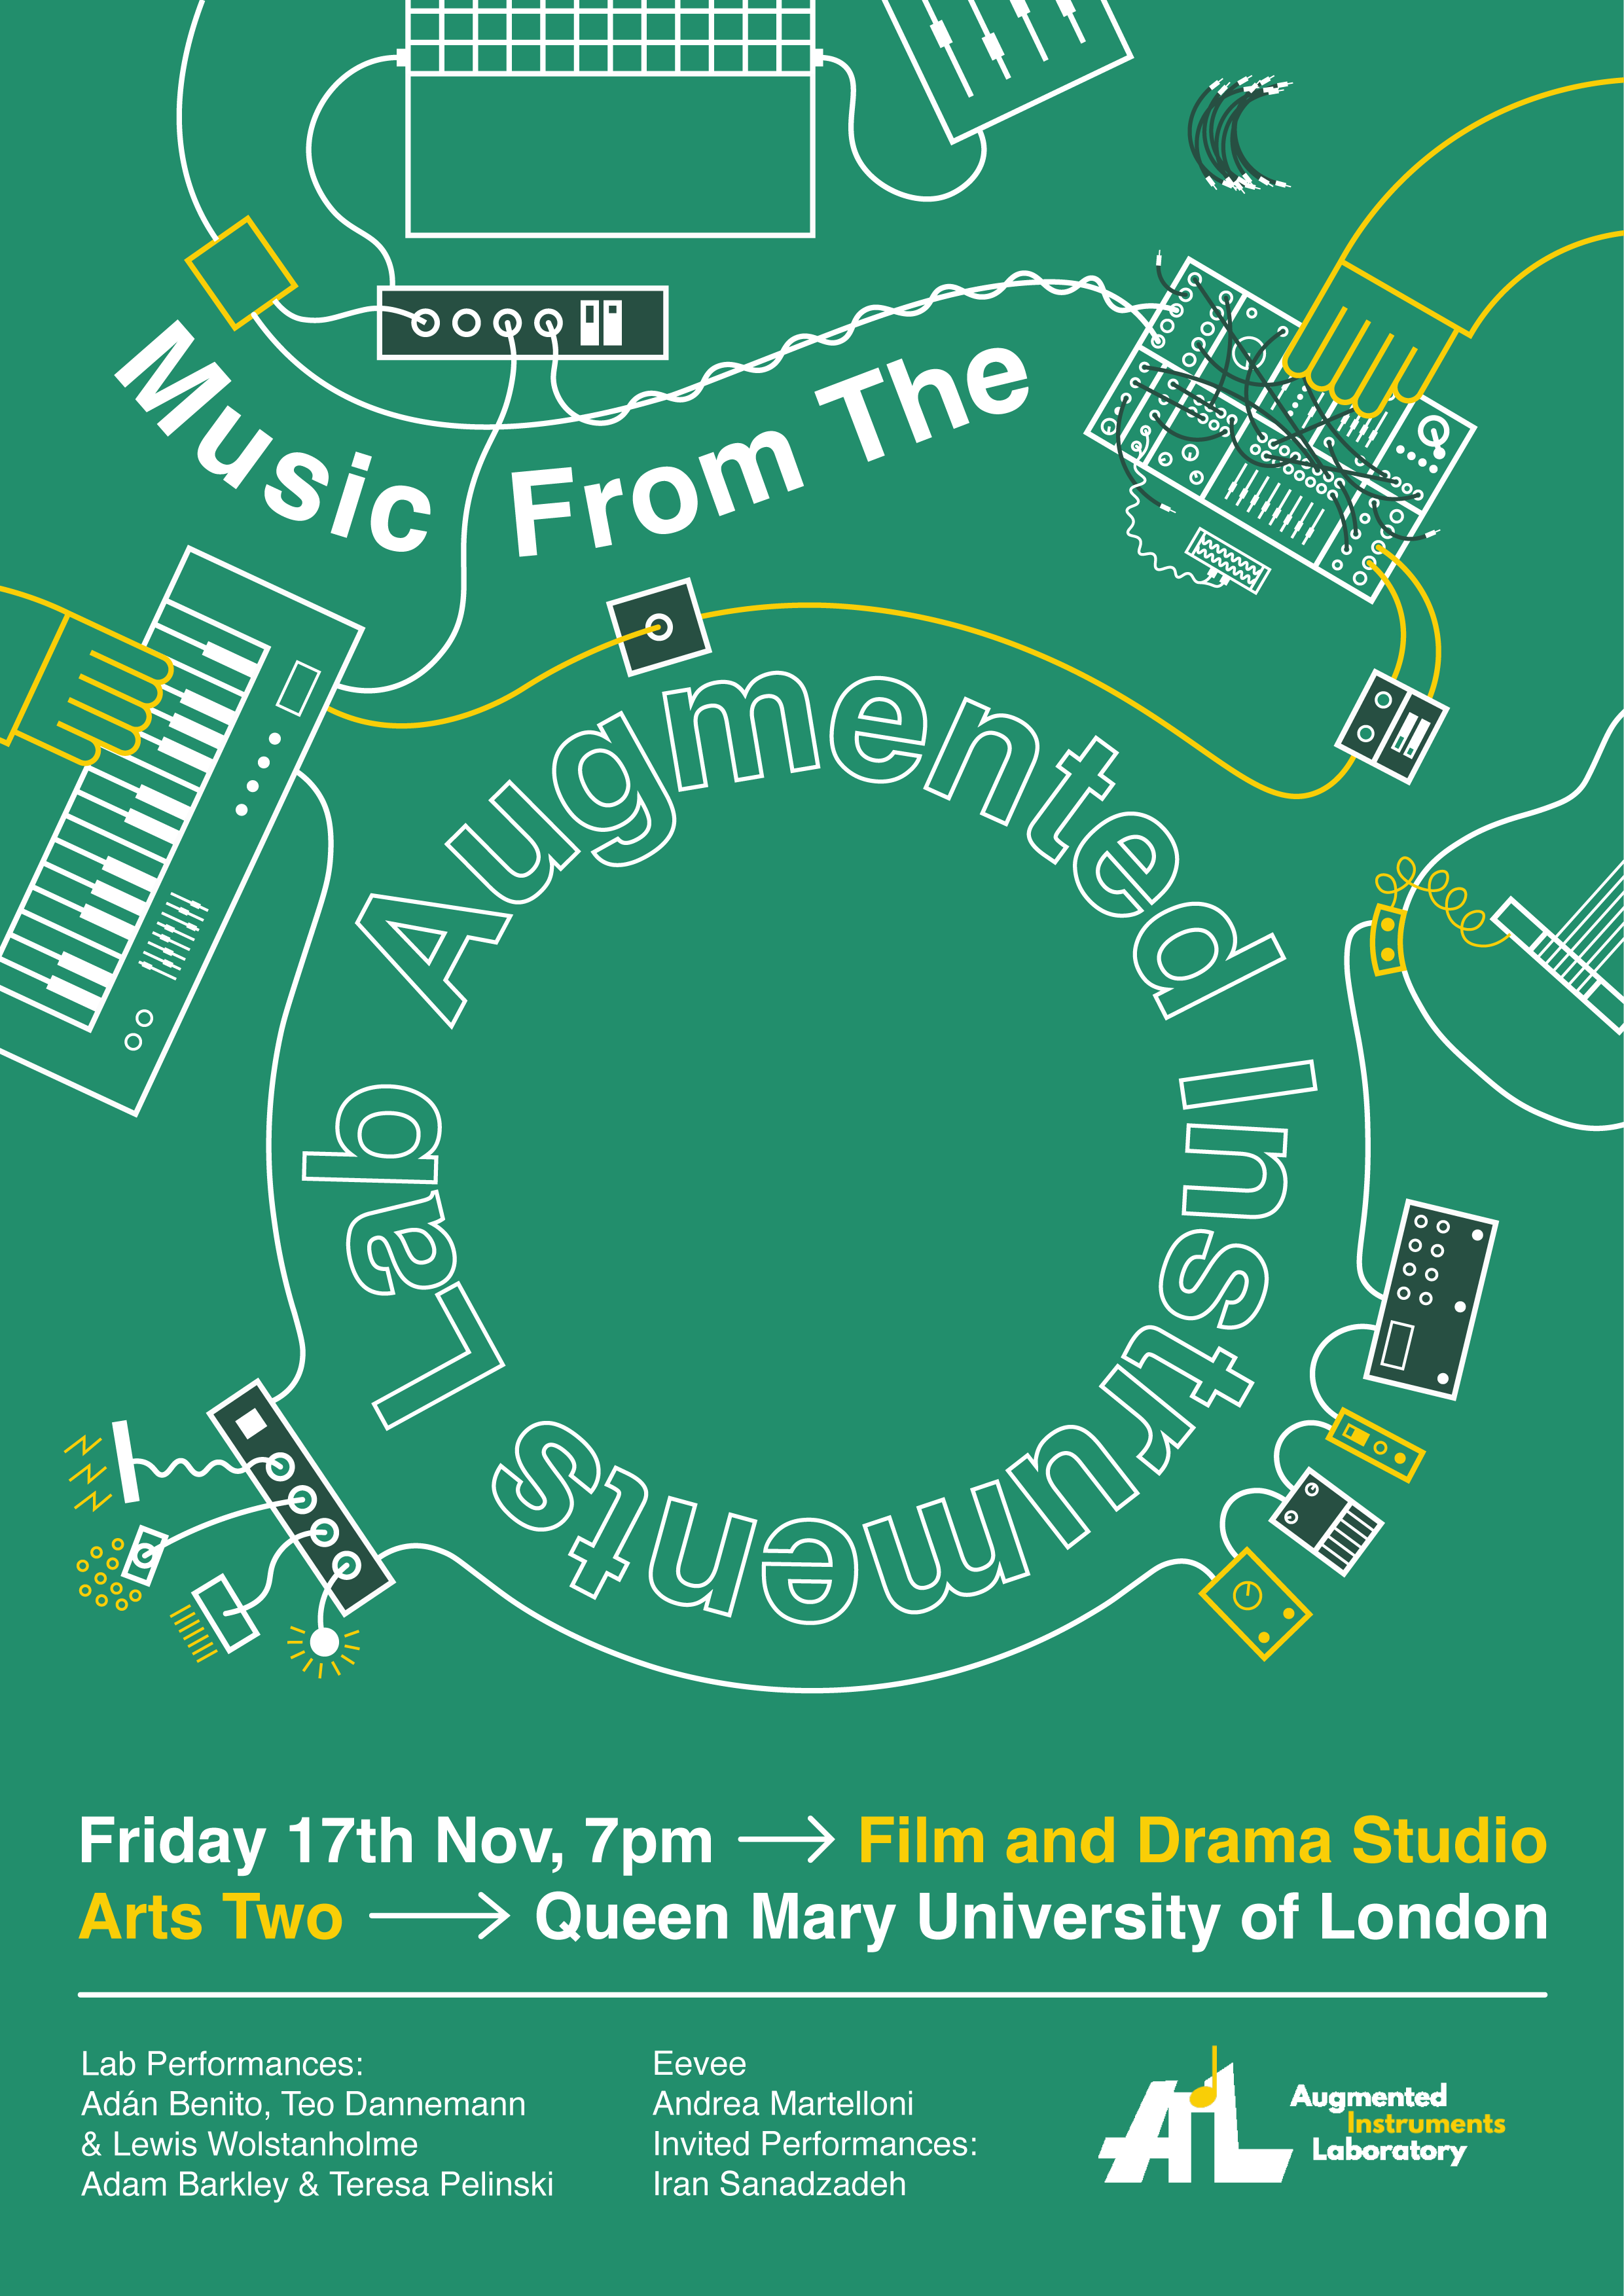 Music From The
Augmented Instruments Lab
Friday 17th Nov, 7pm → Film and Drama Studio
Arts Two → Queen Mary University of London
Lab Performances:
Adán Benito, Teo Dannemann
& Lewis Wolstanholme
Adam Barkley & Teresa Pelinski
Eevee
Andrea Martelloni
Invited Performances:
Iran Sanadzadeh
AIL
Augmented
Instruments
Laboratory